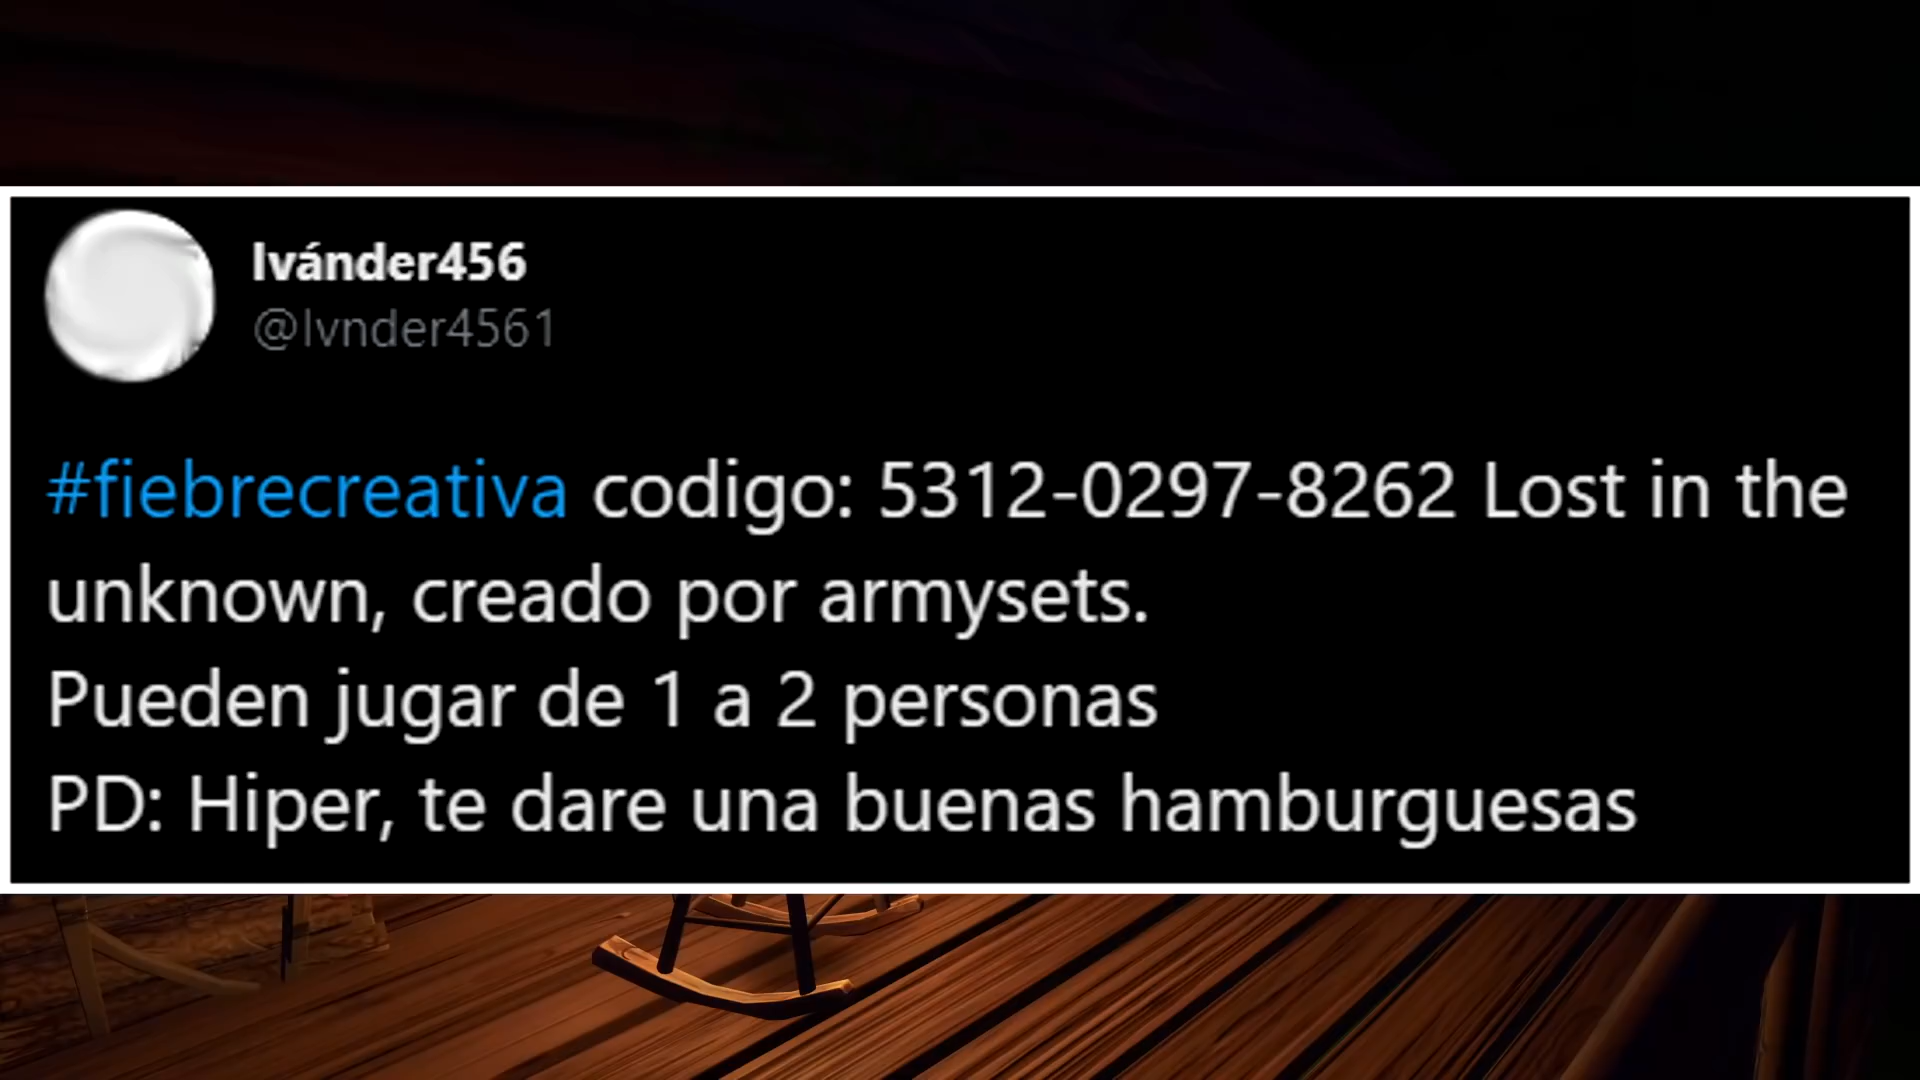 Ivánder456
@Ivnder4561
#fiebrecreativa codigo: 5312-0297-8262 Lost in the
unknown, creado por armysets.
Pueden jugar de 1 a 2 personas
PD: Hiper, te dare una buenas hamburguesas